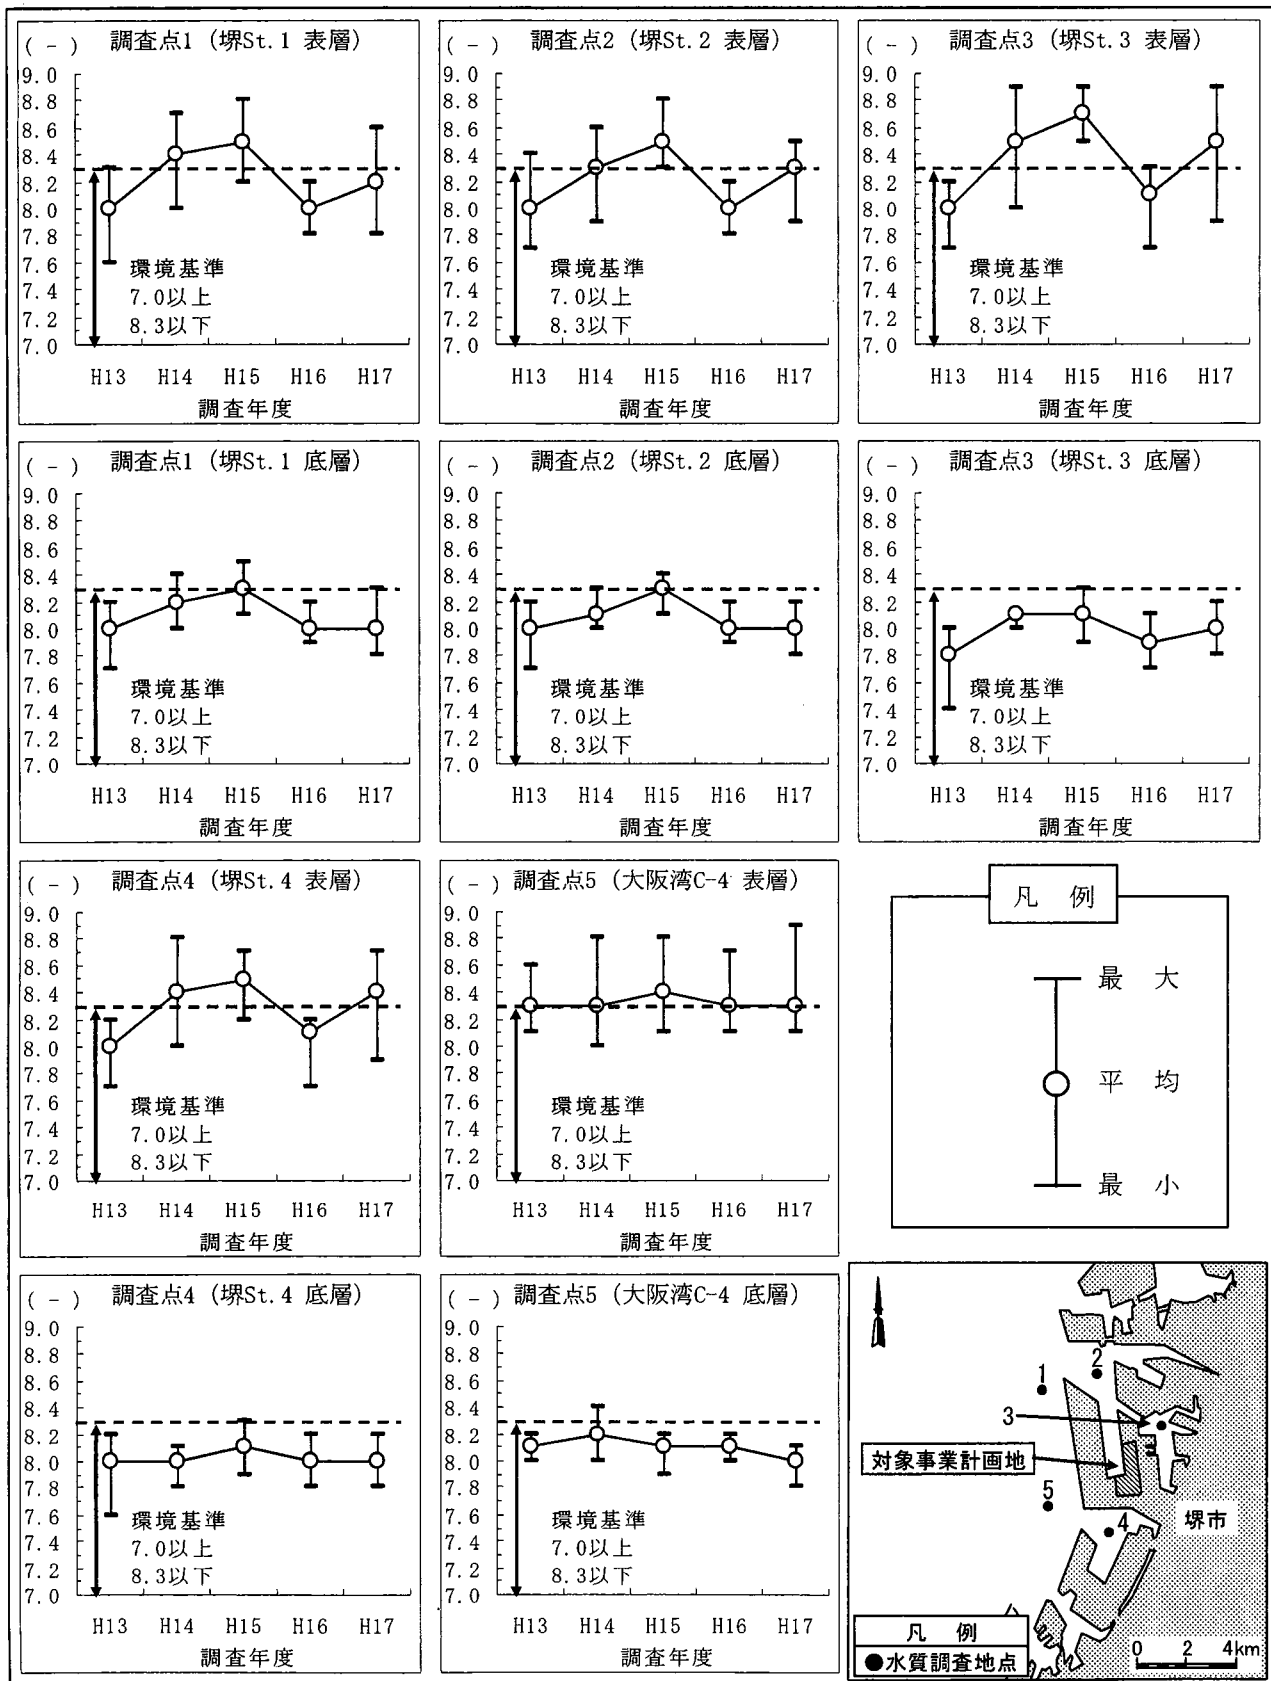 (-) 調査点1 (堺St.1 表層)
9.0
8.8
8.6
8.4
8.2
8.0
7.8
7.6
7.4
7.2
7.0
環境基準
7.0以上
8.3以下
H13 H14 H15 H16 H17
調査年度
(-) 調査点2 (堺St.2 表層)
9.0
8.8
8.6
8.4
8.2
8.0
7.8
7.6
7.4
7.2
7.0
環境基準
7.0以上
8.3以下
H13 H14 H15 H16 H17
調査年度
(-) 調査点3 (堺St.3 表層)
9.0
8.8
8.6
8.4
8.2
8.0
7.8
7.6
7.4
7.2
7.0
環境基準
7.0以上
8.3以下
H13 H14 H15 H16 H17
調査年度
(-) 調査点1 (堺St.1 底層)
9.0
8.8
8.6
8.4
8.2
8.0
7.8
7.6
7.4
7.2
7.0
環境基準
7.0以上
8.3以下
H13 H14 H15 H16 H17
調査年度
(-) 調査点2 (堺St.2 底層)
9.0
8.8
8.6
8.4
8.2
8.0
7.8
7.6
7.4
7.2
7.0
環境基準
7.0以上
8.3以下
H13 H14 H15 H16 H17
調査年度
(-) 調査点3 (堺St.3 底層)
9.0
8.8
8.6
8.4
8.2
8.0
7.8
7.6
7.4
7.2
7.0
環境基準
7.0以上
8.3以下
H13 H14 H15 H16 H17
調査年度
(-) 調査点4 (堺St.4 表層)
9.0
8.8
8.6
8.4
8.2
8.0
7.8
7.6
7.4
7.2
7.0
環境基準
7.0以上
8.3以下
H13 H14 H15 H16 H17
調査年度
(-) 調査点5 (大阪湾C-4 表層)
9.0
8.8
8.6
8.4
8.2
8.0
7.8
7.6
7.4
7.2
7.0
環境基準
7.0以上
8.3以下
H13 H14 H15 H16 H17
調査年度
凡 例
最 大
平 均
最 小
(-) 調査点4 (堺St.4 底層)
9.0
8.8
8.6
8.4
8.2
8.0
7.8
7.6
7.4
7.2
7.0
環境基準
7.0以上
8.3以下
H13 H14 H15 H16 H17
調査年度
(-) 調査点5 (大阪湾C-4 底層)
9.0
8.8
8.6
8.4
8.2
8.0
7.8
7.6
7.4
7.2
7.0
環境基準
7.0以上
8.3以下
H13 H14 H15 H16 H17
調査年度
2
1
3
対象事業計画地
5
4
堺市
凡 例
●水質調査地点
0 2 4km